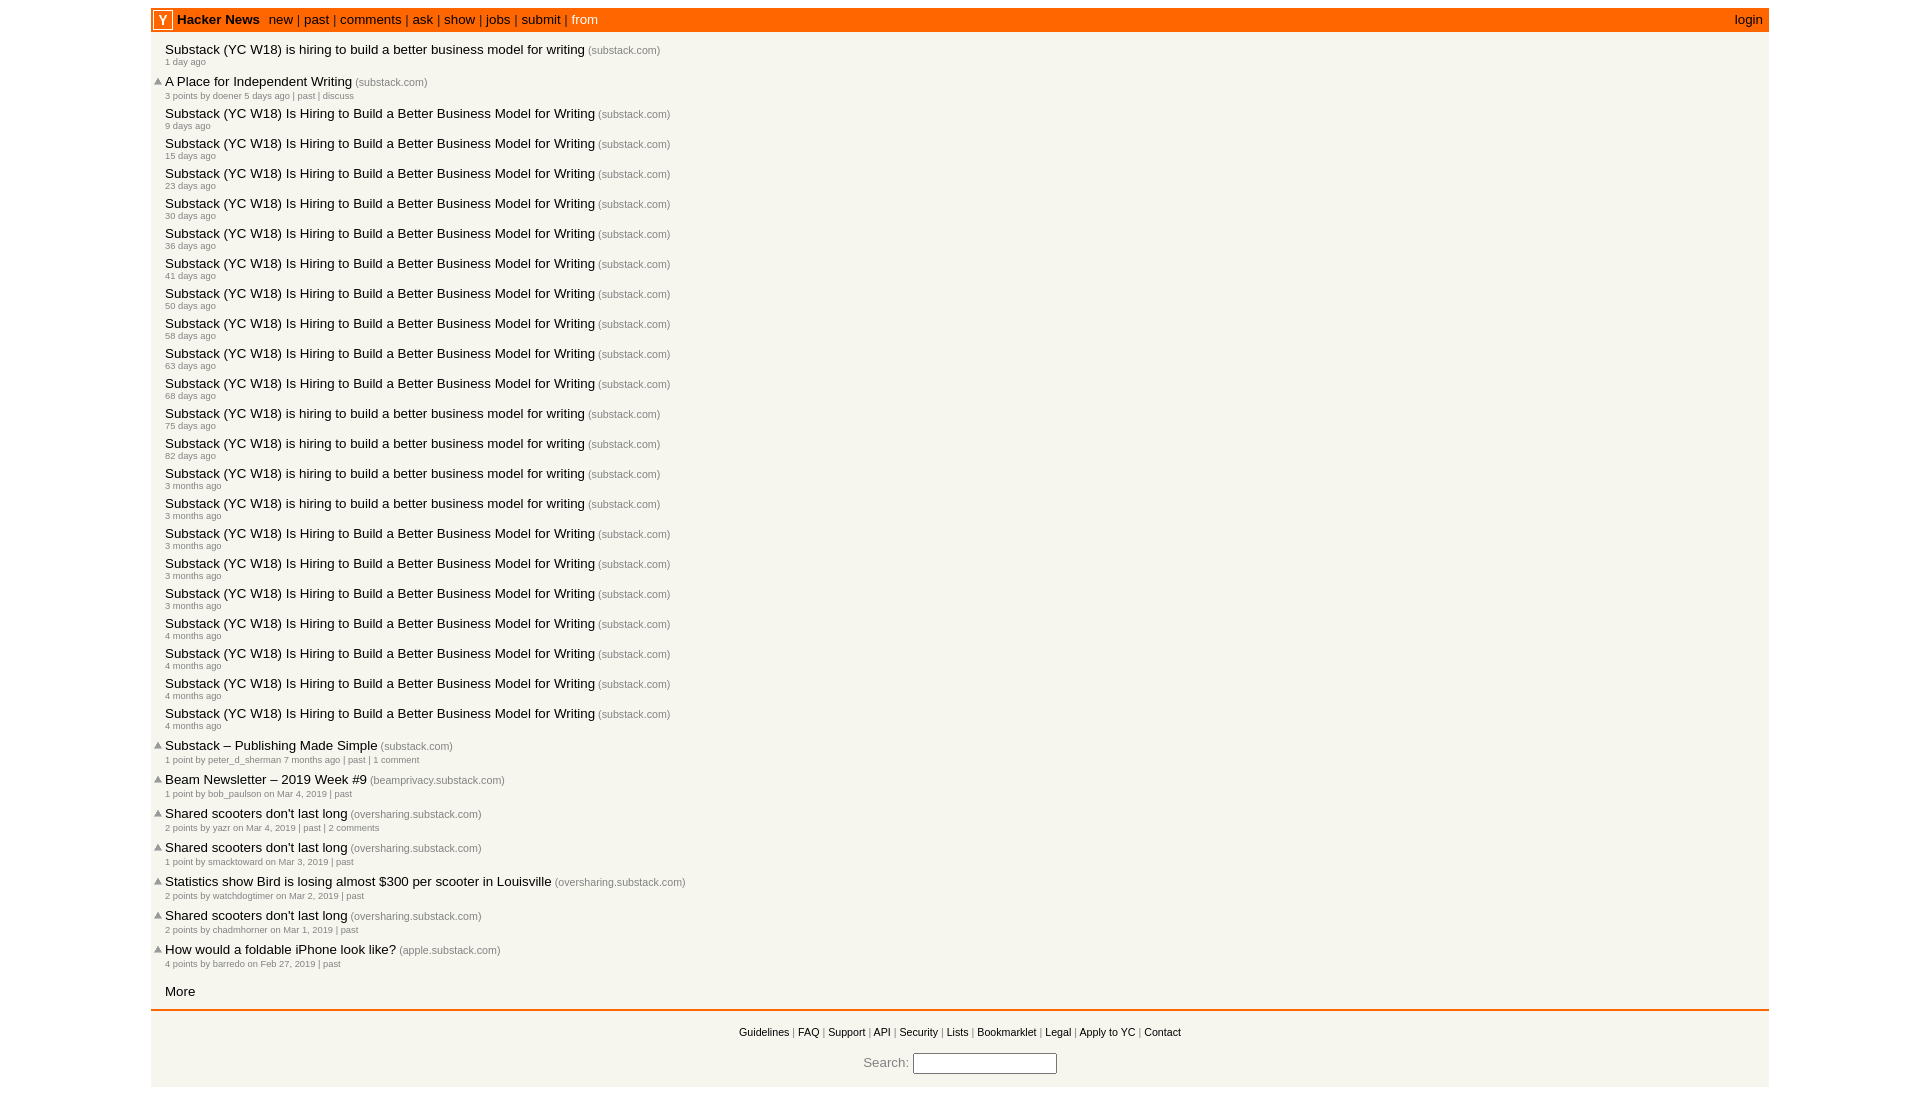 Y Hacker News new | past | comments | ask | show | jobs | submit | from login
Substack (YC W18) is hiring to build a better business model for writing (substack.com)
1 day ago
A Place for Independent Writing (substack.com)
3 points by doener 5 days ago | past | discuss
Substack (YC W18) Is Hiring to Build a Better Business Model for Writing (substack.com)
9 days ago
Substack (YC W18) Is Hiring to Build a Better Business Model for Writing (substack.com)
15 days ago
Substack (YC W18) Is Hiring to Build a Better Business Model for Writing (substack.com)
23 days ago
Substack (YC W18) Is Hiring to Build a Better Business Model for Writing (substack.com)
30 days ago
Substack (YC W18) Is Hiring to Build a Better Business Model for Writing (substack.com)
36 days ago
Substack (YC W18) Is Hiring to Build a Better Business Model for Writing (substack.com)
41 days ago
Substack (YC W18) Is Hiring to Build a Better Business Model for Writing (substack.com)
50 days ago
Substack (YC W18) Is Hiring to Build a Better Business Model for Writing (substack.com)
58 days ago
Substack (YC W18) Is Hiring to Build a Better Business Model for Writing (substack.com)
63 days ago
Substack (YC W18) Is Hiring to Build a Better Business Model for Writing (substack.com)
68 days ago
Substack (YC W18) is hiring to build a better business model for writing (substack.com)
75 days ago
Substack (YC W18) is hiring to build a better business model for writing (substack.com)
82 days ago
Substack (YC W18) is hiring to build a better business model for writing (substack.com)
3 months ago
Substack (YC W18) is hiring to build a better business model for writing (substack.com)
3 months ago
Substack (YC W18) Is Hiring to Build a Better Business Model for Writing (substack.com)
3 months ago
Substack (YC W18) Is Hiring to Build a Better Business Model for Writing (substack.com)
3 months ago
Substack (YC W18) Is Hiring to Build a Better Business Model for Writing (substack.com)
3 months ago
Substack (YC W18) Is Hiring to Build a Better Business Model for Writing (substack.com)
4 months ago
Substack (YC W18) Is Hiring to Build a Better Business Model for Writing (substack.com)
4 months ago
Substack (YC W18) Is Hiring to Build a Better Business Model for Writing (substack.com)
4 months ago
Substack (YC W18) Is Hiring to Build a Better Business Model for Writing (substack.com)
4 months ago
Substack – Publishing Made Simple (substack.com)
1 point by peter_d_sherman 7 months ago | past | 1 comment
Beam Newsletter – 2019 Week #9 (beamprivacy.substack.com)
1 point by bob_paulson on Mar 4, 2019 | past
Shared scooters don't last long (oversharing.substack.com)
2 points by yazr on Mar 4, 2019 | past | 2 comments
Shared scooters don't last long (oversharing.substack.com)
1 point by smacktoward on Mar 3, 2019 | past
Statistics show Bird is losing almost $300 per scooter in Louisville (oversharing.substack.com)
2 points by watchdogtimer on Mar 2, 2019 | past
Shared scooters don't last long (oversharing.substack.com)
2 points by chadmhorner on Mar 1, 2019 | past
How would a foldable iPhone look like? (apple.substack.com)
4 points by barredo on Feb 27, 2019 | past
More
Guidelines | FAQ | Support | API | Security | Lists | Bookmarklet | Legal | Apply to YC | Contact
Search: